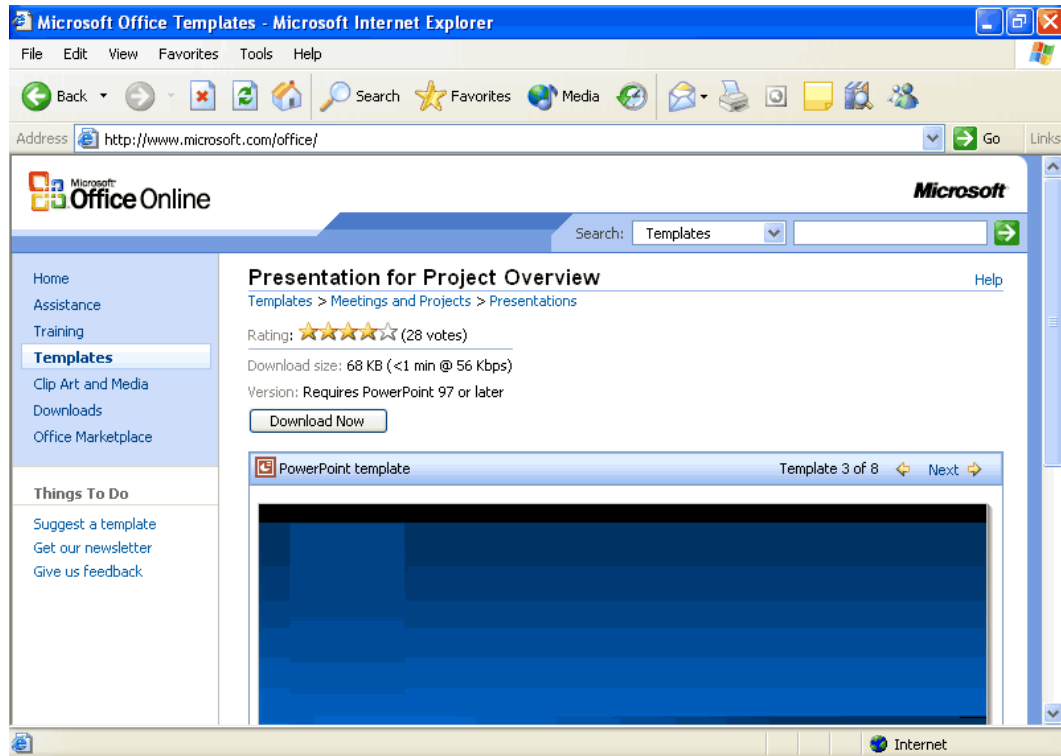 Microsoft Office Templates - Microsoft Internet Explorer
File Edit View Favorites Tools Help
Back Search Favorites Media
Address http://www.microsoft.com/office/ Go Links
Microsoft
Office Online
Microsoft
Search: Templates
Home
Assistance
Training
Templates
Clip Art and Media
Downloads
Office Marketplace
Things To Do
Suggest a template
Get our newsletter
Give us feedback
Presentation for Project Overview Help
Templates > Meetings and Projects > Presentations
Rating: (28 votes)
Download size: 68 KB (<1 min @ 56 Kbps)
Version: Requires PowerPoint 97 or later
Download Now
PowerPoint template Template 3 of 8 Next
Internet